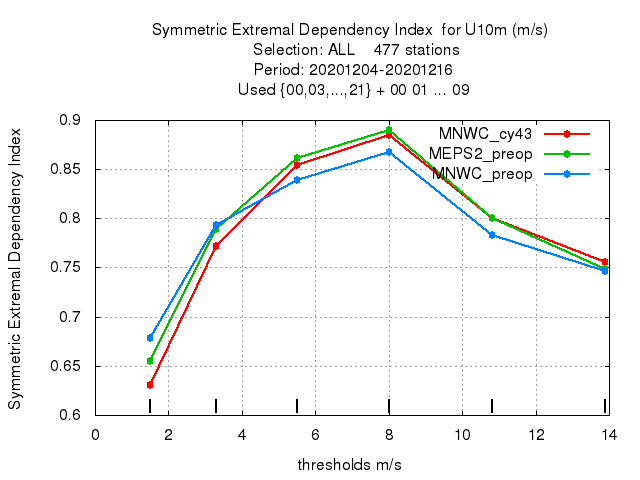 Symmetric Extremal Dependency Index  for U10m (m/s)
Selection: ALL    477 stations
Period: 20201204-20201216
Used {00,03,...,21} + 00 01 ... 09
Symmetric Extremal Dependency Index
0.9
0.85
0.8
0.75
0.7
0.65
0.6
MNWC_cy43
MEPS2_preop
MNWC_preop
0 2 4 6 8 10 12 14
thresholds m/s